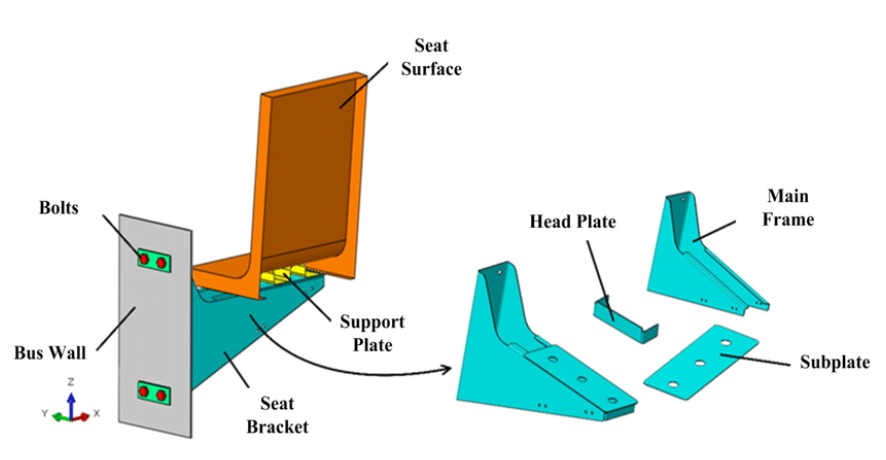 Seat
Surface
Bolts
Bus Wall
Support
Plate
Seat
Bracket
Head Plate
Main
Frame
Subplate
Z
Y
X